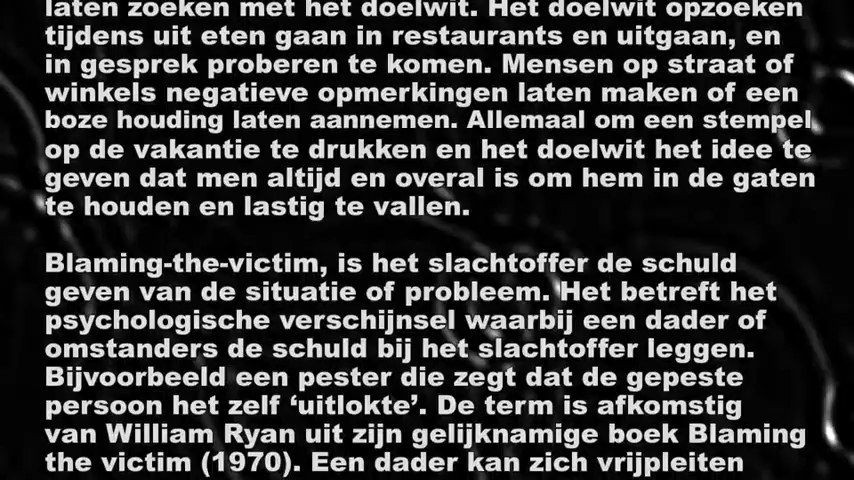 laten zoeken met het doelwit. Het doelwit opzoeken
tijdens uit eten gaan in restaurants en uitgaan, en
in gesprek proberen te komen. Mensen op straat of
winkels negatieve opmerkingen laten maken of een
boze houding laten aannemen. Allemaal om een stempel
op de vakantie te drukken en het doelwit het idee te
geven dat men altijd en overal is om hem in de gaten
te houden en lastig te vallen.
Blaming-the-victim, is het slachtoffer de schuld
geven van de situatie of probleem. Het betreft het
psychologische verschijnsel waarbij een dader of
omstanders de schuld bij het slachtoffer leggen.
Bijvoorbeeld een pester die zegt dat de gepeste
persoon het zelf ‘uitlokte’. De term is afkomstig
van William Ryan uit zijn gelijknamige boek Blaming
the victim (1970). Een dader kan zich vrijpleiten